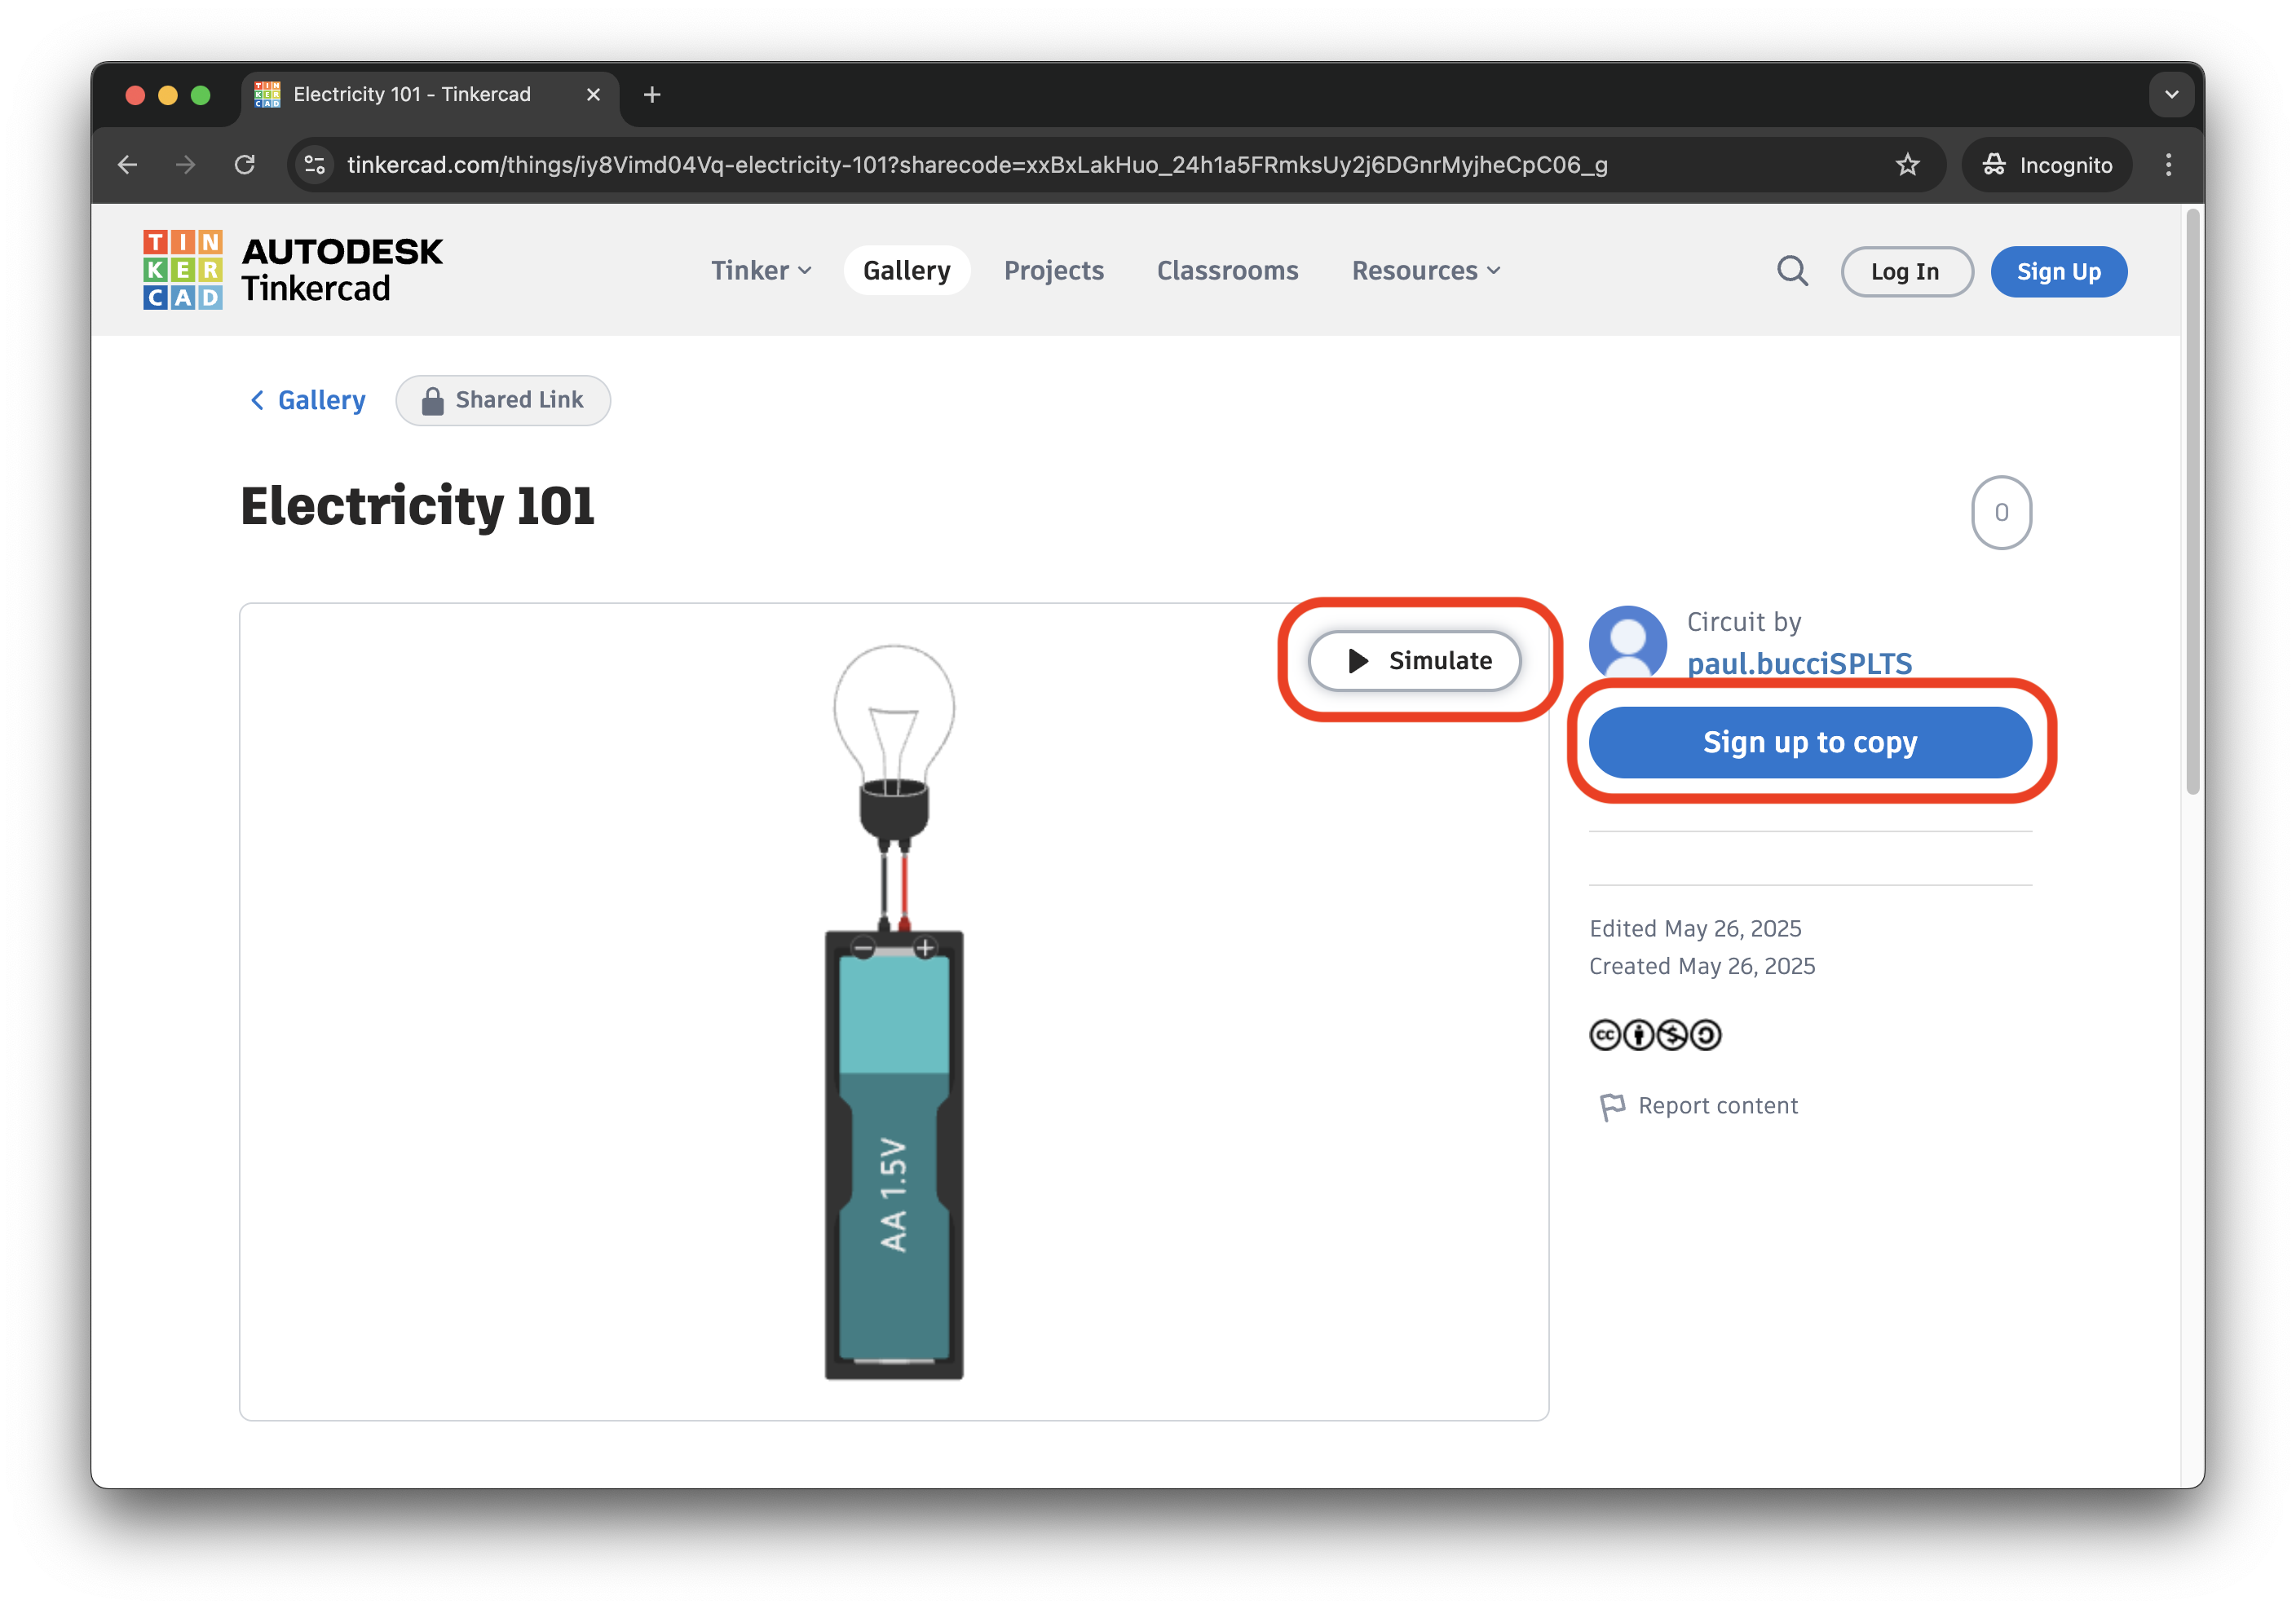 Electricity 101 - Tinkercad
tinkercad.com/things/iy8Vimd04Vq-electricity-101?sharecode=xxBxLakHuo_24h1a5FRmksUy2j6DGnrMyjheCpC06_g
Incognito
TIN
KER
CAD
AUTODESK
Tinkercad
Tinker
Gallery
Projects
Classrooms
Resources
Log In
Sign Up
Gallery
Shared Link
Electricity 101
0
Simulate
Circuit by
paul.bucciSPLTS
Sign up to copy
AA 1.5V
Edited May 26, 2025
Created May 26, 2025
cc
Report content